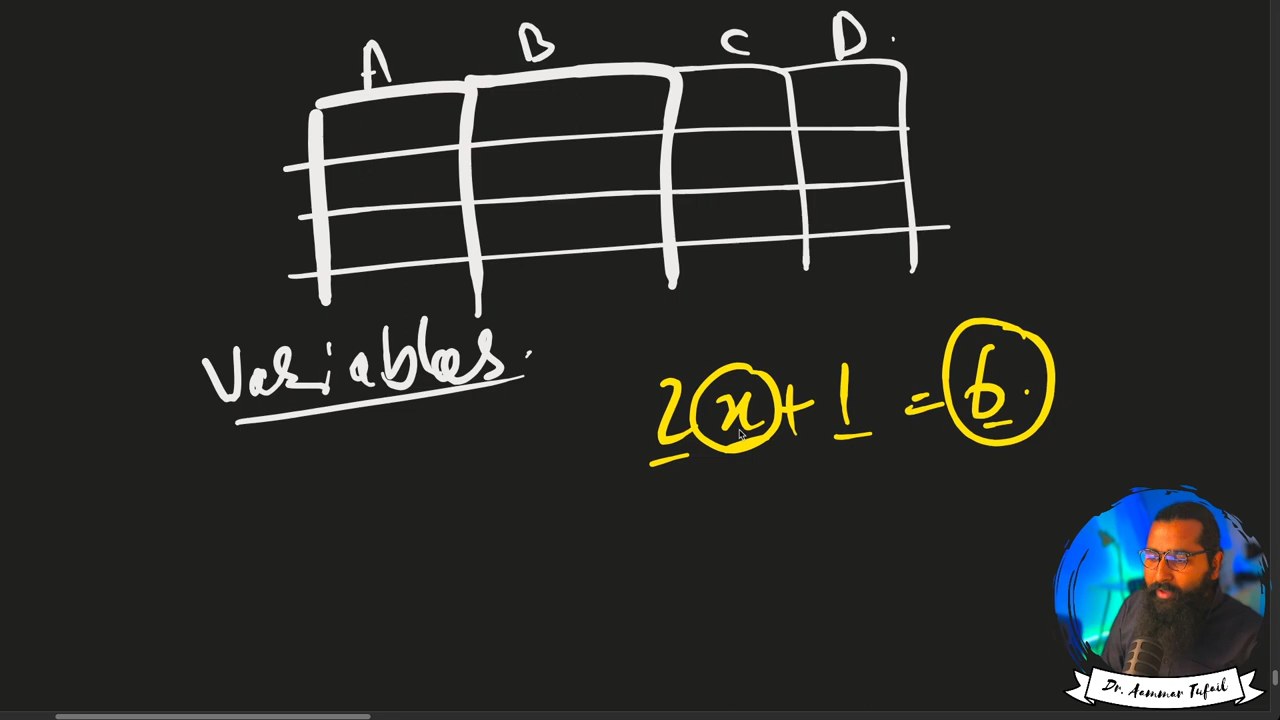 A B C D.
Variables.
2x + 1 = 6.
Dr. Aammar Tufail